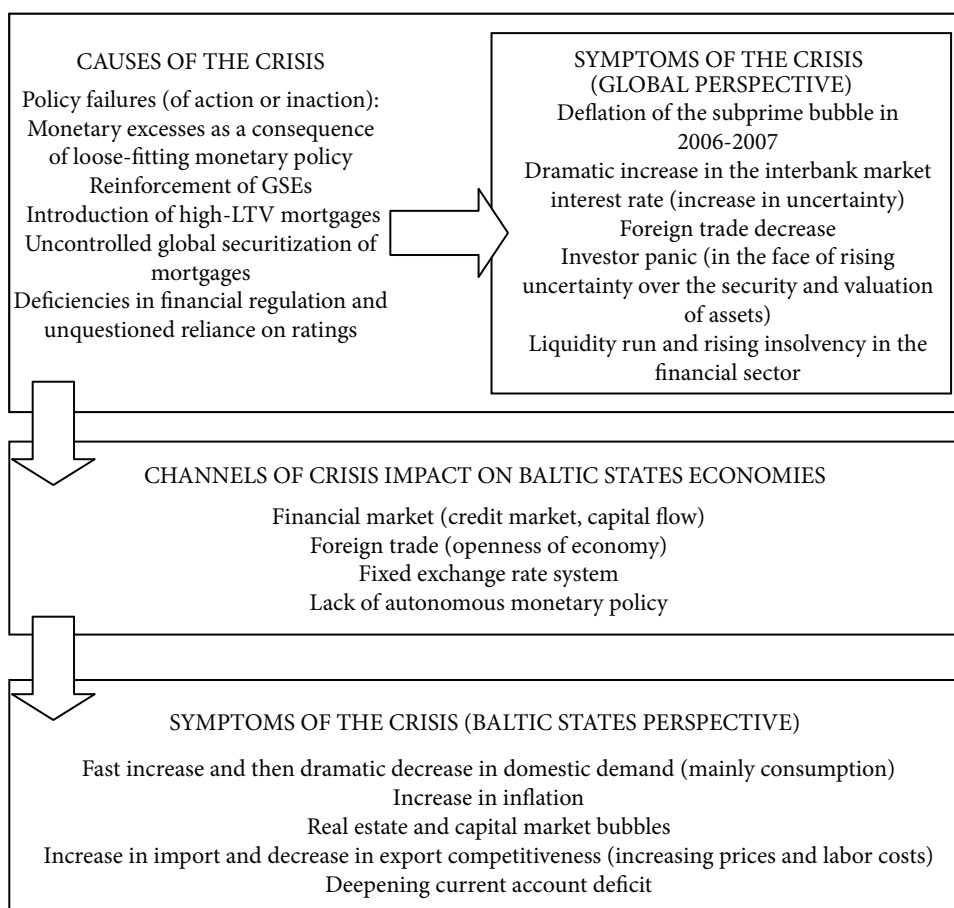 CAUSES OF THE CRISIS
Policy failures (of action or inaction):
Monetary excesses as a consequence
of loose-fitting monetary policy
Reinforcement of GSEs
Introduction of high-LTV mortgages
Uncontrolled global securitization of
mortgages
Deficiencies in financial regulation and
unquestioned reliance on ratings
SYMPTOMS OF THE CRISIS
(GLOBAL PERSPECTIVE)
Deflation of the subprime bubble in
2006-2007
Dramatic increase in the interbank market
interest rate (increase in uncertainty)
Foreign trade decrease
Investor panic (in the face of rising
uncertainty over the security and valuation
of assets)
Liquidity run and rising insolvency in the
financial sector
CHANNELS OF CRISIS IMPACT ON BALTIC STATES ECONOMIES
Financial market (credit market, capital flow)
Foreign trade (openness of economy)
Fixed exchange rate system
Lack of autonomous monetary policy
SYMPTOMS OF THE CRISIS (BALTIC STATES PERSPECTIVE)
Fast increase and then dramatic decrease in domestic demand (mainly consumption)
Increase in inflation
Real estate and capital market bubbles
Increase in import and decrease in export competitiveness (increasing prices and labor costs)
Deepening current account deficit